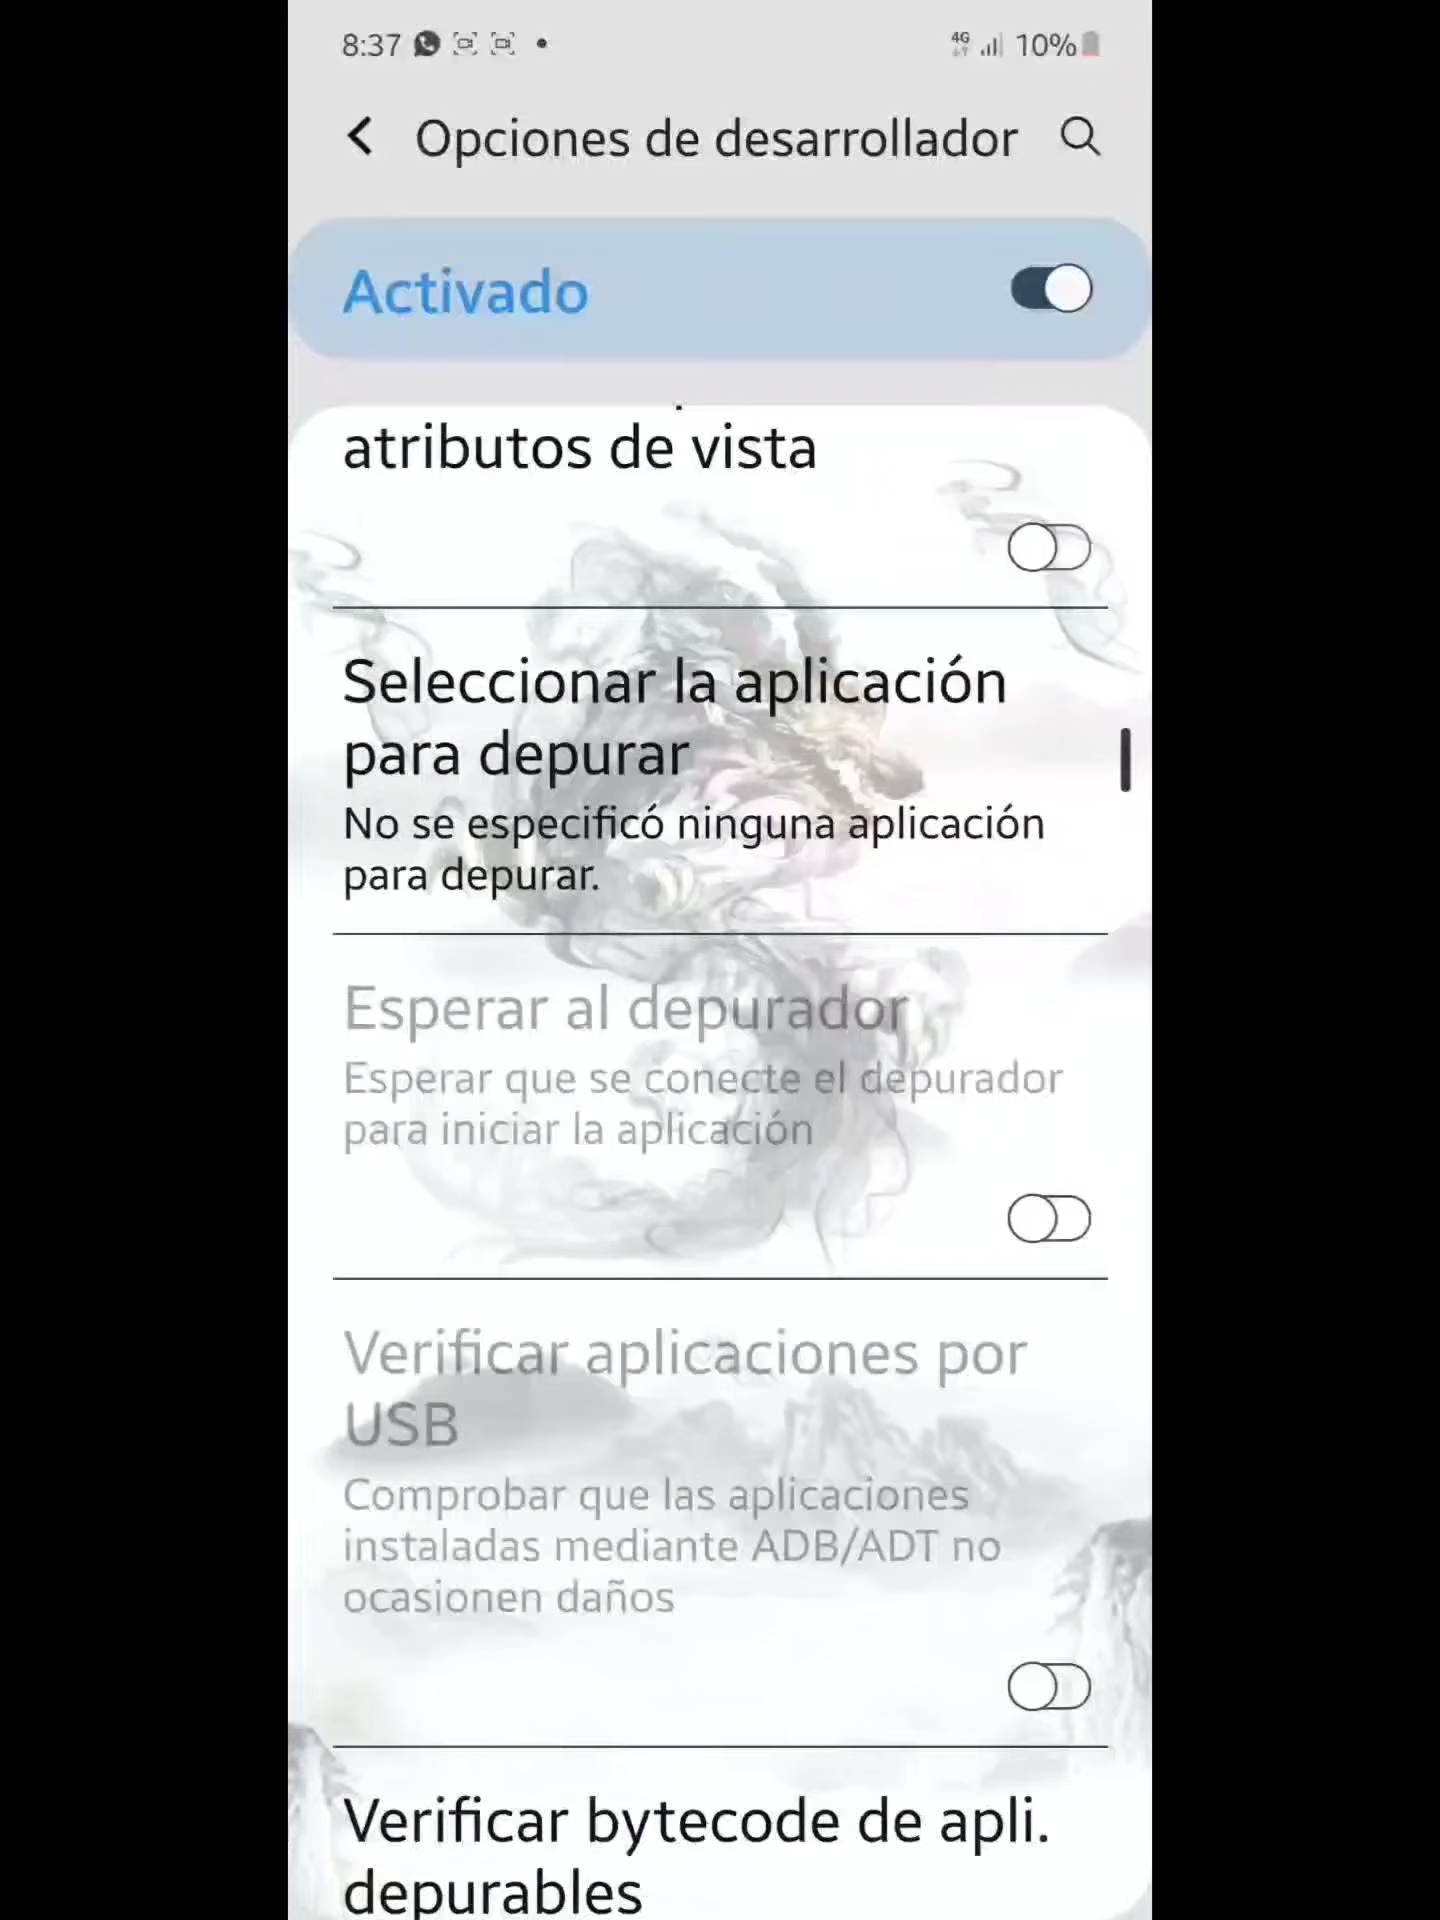 8:37
4G
10%
Opciones de desarrollador
Activado
atributos de vista
Seleccionar la aplicación
para depurar
No se especificó ninguna aplicación
para depurar.
Esperar al depurador
Esperar que se conecte el depurador
para iniciar la aplicación
Verificar aplicaciones por
USB
Comprobar que las aplicaciones
instaladas mediante ADB/ADT no
ocasionen daños
Verificar bytecode de apli.
depurables